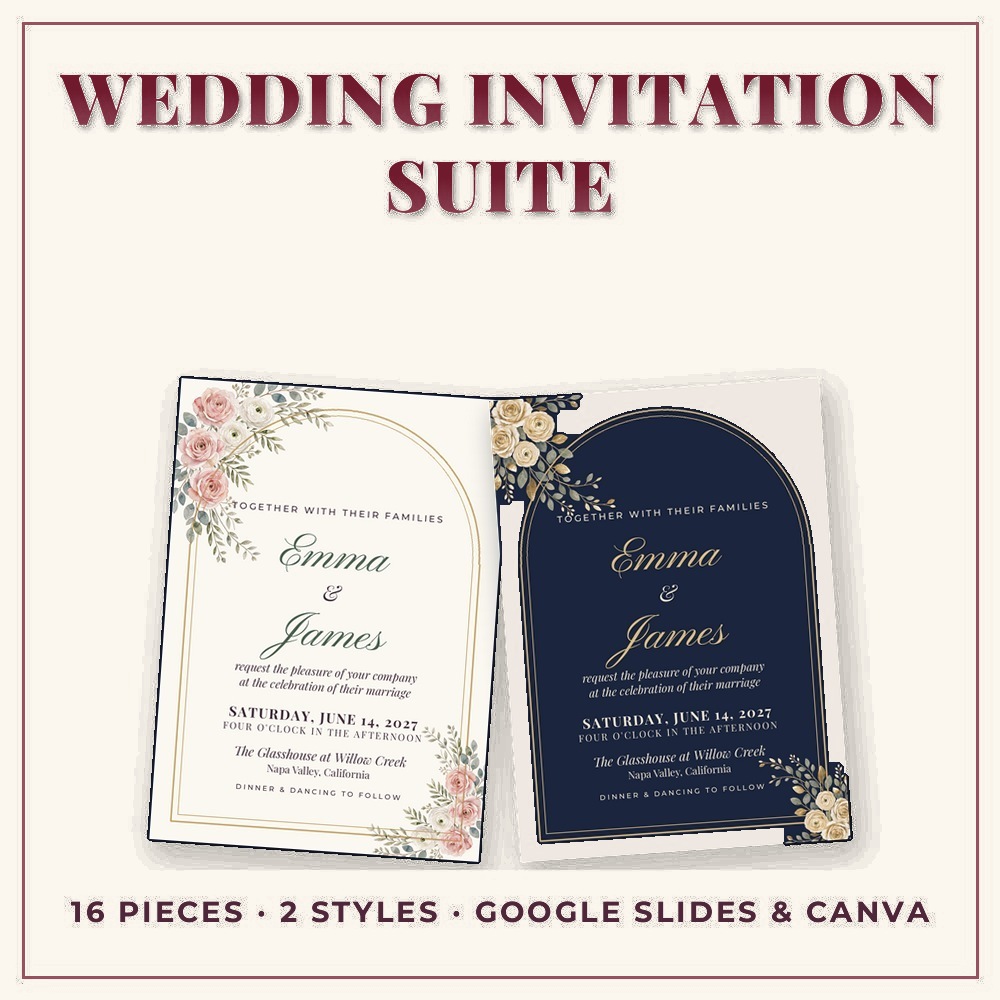 WEDDING INVITATION
SUITE
TOGETHER WITH THEIR FAMILIES
Emma
&
James
request the pleasure of your company
at the celebration of their marriage
SATURDAY, JUNE 14, 2027
FOUR O'CLOCK IN THE AFTERNOON
The Glasshouse at Willow Creek
Napa Valley, California
DINNER & DANCING TO FOLLOW
TOGETHER WITH THEIR FAMILIES
Emma
&
James
request the pleasure of your company
at the celebration of their marriage
SATURDAY, JUNE 14, 2027
FOUR O'CLOCK IN THE AFTERNOON
The Glasshouse at Willow Creek
Napa Valley, California
DINNER & DANCING TO FOLLOW
16 PIECES · 2 STYLES · GOOGLE SLIDES & CANVA